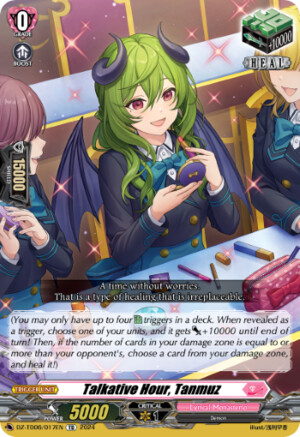 0
GRADE
BOOST
+10000
HEAL
15000
SHIELD
A time without worries.
That is a type of healing that is irreplaceable.
(You may only have up to four triggers in a deck. When revealed as
a trigger, choose one of your units, and it gets +10000 until end of
turn! Then, if the number of cards in your damage zone is equal to or
more than your opponent's, choose a card from your damage zone,
and heal it!)
TRIGGER UNIT
Talkative Hour, Tanmuz
POWER 5000
CRITICAL
1
Lyrical Monasterio
Demon
2024